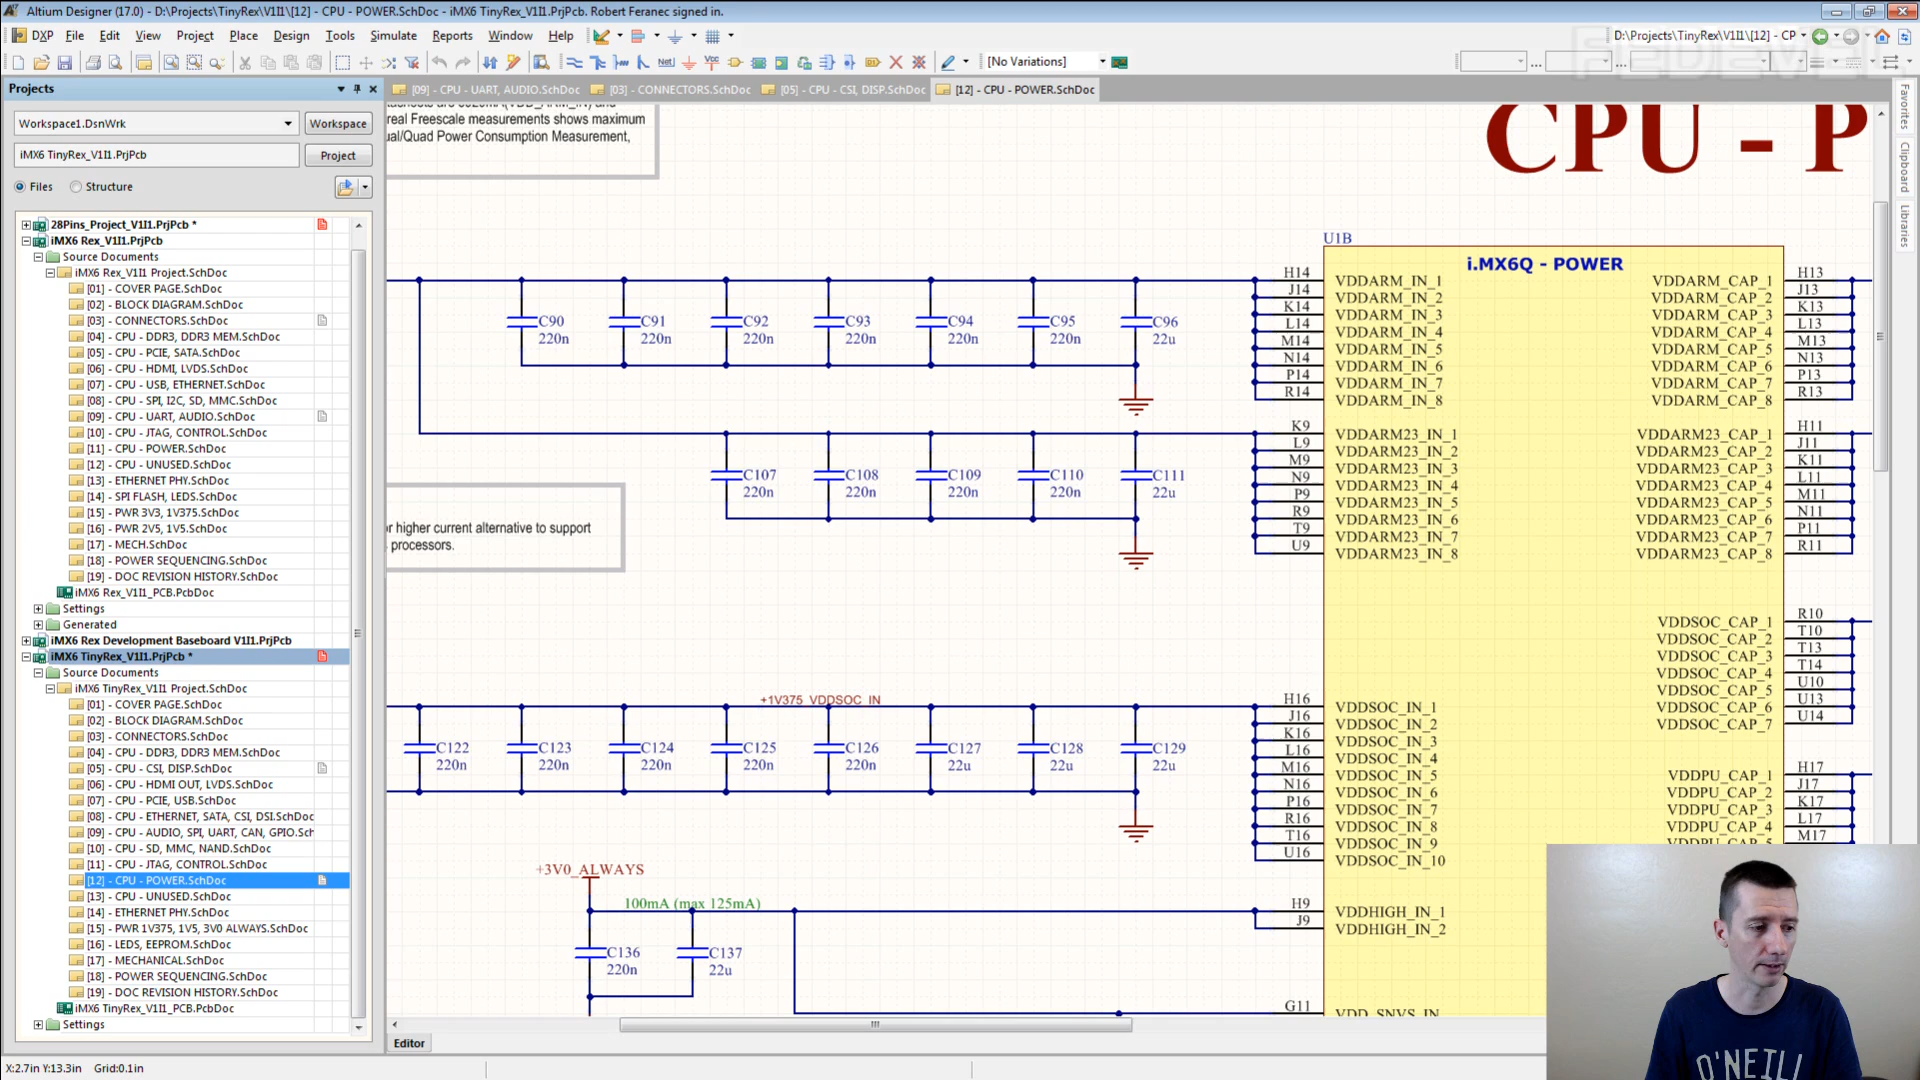 Altium Designer (17.0) - D:\Projects\TinyRex\V1I1\[12] - CPU - POWER.SchDoc - iMX6 TinyRex_V1I1.PrjPcb. Robert Feranec signed in.
DXP File Edit View Project Place Design Tools Simulate Reports Window Help
D:\Projects\TinyRex\V1I1\[12] - CP
FEDEVEL
Net Vcc
[No Variations]
Projects
[09] - CPU - UART, AUDIO.SchDoc [03] - CONNECTORS.SchDoc [05] - CPU - CSI, DISP.SchDoc [12] - CPU - POWER.SchDoc
Favorites
Clipboard
Libraries
Workspace1.DsnWrk Workspace
iMX6 TinyRex_V1I1.PrjPcb Project
Files Structure
28Pins_Project_V1I1.PrjPcb *
iMX6 Rex_V1I1.PrjPcb
Source Documents
iMX6 Rex_V1I1 Project.SchDoc
[01] - COVER PAGE.SchDoc
[02] - BLOCK DIAGRAM.SchDoc
[03] - CONNECTORS.SchDoc
[04] - CPU - DDR3, DDR3 MEM.SchDoc
[05] - CPU - PCIE, SATA.SchDoc
[06] - CPU - HDMI, LVDS.SchDoc
[07] - CPU - USB, ETHERNET.SchDoc
[08] - CPU - SPI, I2C, SD, MMC.SchDoc
[09] - CPU - UART, AUDIO.SchDoc
[10] - CPU - JTAG, CONTROL.SchDoc
[11] - CPU - POWER.SchDoc
[12] - CPU - UNUSED.SchDoc
[13] - ETHERNET PHY.SchDoc
[14] - SPI FLASH, LEDS.SchDoc
[15] - PWR 3V3, 1V375.SchDoc
[16] - PWR 2V5, 1V5.SchDoc
[17] - MECH.SchDoc
[18] - POWER SEQUENCING.SchDoc
[19] - DOC REVISION HISTORY.SchDoc
iMX6 Rex_V1I1_PCB.PcbDoc
Settings
Generated
iMX6 Rex Development Baseboard V1I1.PrjPcb
iMX6 TinyRex_V1I1.PrjPcb *
Source Documents
iMX6 TinyRex_V1I1 Project.SchDoc
[01] - COVER PAGE.SchDoc
[02] - BLOCK DIAGRAM.SchDoc
[03] - CONNECTORS.SchDoc
[04] - CPU - DDR3, DDR3 MEM.SchDoc
[05] - CPU - CSI, DISP.SchDoc
[06] - CPU - HDMI OUT, LVDS.SchDoc
[07] - CPU - PCIE, USB.SchDoc
[08] - CPU - ETHERNET, SATA, CSI, DSI.SchDoc
[09] - CPU - AUDIO, SPI, UART, CAN, GPIO.Sch
[10] - CPU - SD, MMC, NAND.SchDoc
[11] - CPU - JTAG, CONTROL.SchDoc
[12] - CPU - POWER.SchDoc
[13] - CPU - UNUSED.SchDoc
[14] - ETHERNET PHY.SchDoc
[15] - PWR 1V375, 1V5, 3V0 ALWAYS.SchDoc
[16] - LEDS, EEPROM.SchDoc
[17] - MECHANICAL.SchDoc
[18] - POWER SEQUENCING.SchDoc
[19] - DOC REVISION HISTORY.SchDoc
iMX6 TinyRex_V1I1_PCB.PcbDoc
Settings
real Freescale measurements shows maximum
ual/Quad Power Consumption Measurement,
CPU - P
U1B
i.MX6Q - POWER
C90 C91 C92 C93 C94 C95 C96
220n 220n 220n 220n 220n 220n 22u
H14 VDDARM_IN_1 VDDARM_CAP_1 H13
J14 VDDARM_IN_2 VDDARM_CAP_2 J13
K14 VDDARM_IN_3 VDDARM_CAP_3 K13
L14 VDDARM_IN_4 VDDARM_CAP_4 L13
M14 VDDARM_IN_5 VDDARM_CAP_5 M13
N14 VDDARM_IN_6 VDDARM_CAP_6 N13
P14 VDDARM_IN_7 VDDARM_CAP_7 P13
R14 VDDARM_IN_8 VDDARM_CAP_8 R13
C107 C108 C109 C110 C111
220n 220n 220n 220n 22u
K9 VDDARM23_IN_1 VDDARM23_CAP_1 H11
L9 VDDARM23_IN_2 VDDARM23_CAP_2 J11
M9 VDDARM23_IN_3 VDDARM23_CAP_3 K11
N9 VDDARM23_IN_4 VDDARM23_CAP_4 L11
P9 VDDARM23_IN_5 VDDARM23_CAP_5 M11
R9 VDDARM23_IN_6 VDDARM23_CAP_6 N11
T9 VDDARM23_IN_7 VDDARM23_CAP_7 P11
U9 VDDARM23_IN_8 VDDARM23_CAP_8 R11
r higher current alternative to support
processors.
VDDSOC_CAP_1 R10
VDDSOC_CAP_2 T10
VDDSOC_CAP_3 T13
VDDSOC_CAP_4 T14
VDDSOC_CAP_5 U10
VDDSOC_CAP_6 U13
VDDSOC_CAP_7 U14
+1V375_VDDSOC_IN
C122 C123 C124 C125 C126 C127 C128 C129
220n 220n 220n 220n 220n 22u 22u 22u
H16 VDDSOC_IN_1
J16 VDDSOC_IN_2
K16 VDDSOC_IN_3
L16 VDDSOC_IN_4
M16 VDDSOC_IN_5
N16 VDDSOC_IN_6
P16 VDDSOC_IN_7
R16 VDDSOC_IN_8
T16 VDDSOC_IN_9
U16 VDDSOC_IN_10
VDDPU_CAP_1 H17
VDDPU_CAP_2 J17
VDDPU_CAP_3 K17
VDDPU_CAP_4 L17
M17
+3V0_ALWAYS
100mA (max 125mA)
C136 C137
220n 22u
H9 VDDHIGH_IN_1
J9 VDDHIGH_IN_2
G11 VDD_SNVS_IN
O'NEILL
Editor
X:2.7in Y:13.3in Grid:0.1in